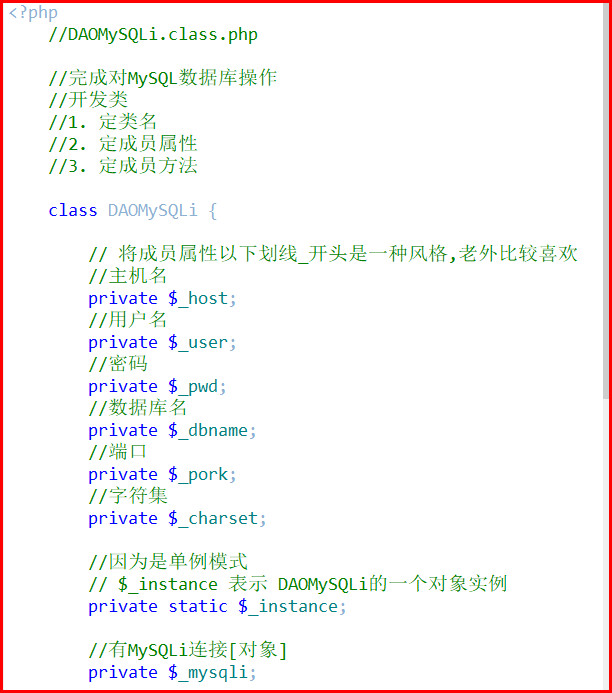 <?php
//DAOMySQLi.class.php
//完成对MySQL数据库操作
//开发类
//1. 定类名
//2. 定成员属性
//3. 定成员方法
class DAOMySQLi {
// 将成员属性以下划线_开头是一种风格,老外比较喜欢
//主机名
private $_host;
//用户名
private $_user;
//密码
private $_pwd;
//数据库名
private $_dbname;
//端口
private $_pork;
//字符集
private $_charset;
//因为是单例模式
// $_instance 表示 DAOMySQLi的一个对象实例
private static $_instance;
//有MySQLi连接[对象]
private $_mysqli;